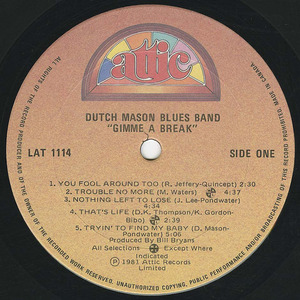 attic
MADE IN CANADA.
ALL RIGHTS OF THE RECORD PRODUCER AND OF THE OWNER OF THE RECORDED WORK RESERVED. UNAUTHORIZED COPYING, PUBLIC PERFORMANCE AND/OR BROADCASTING OF THIS RECORD PROHIBITED.
DUTCH MASON BLUES BAND
"GIMME A BREAK"
LAT 1114
SIDE ONE
1. YOU FOOL AROUND TOO (R. Jeffery-Quincept) 2:30
2. TROUBLE NO MORE (M. Waters) 4:37
3. NOTHING LEFT TO LOSE (J. Lee-Pondwater)
4:34
4. THAT'S LIFE (D.K. Thompson/K. Gordon-
Bibo) 2:39
5. TRYIN' TO FIND MY BABY (D. Mason-
Pondwater) 5:06
Produced by Bill Bryans
All Selections Except Where
Indicated
℗ 1981 Attic Records
Limited